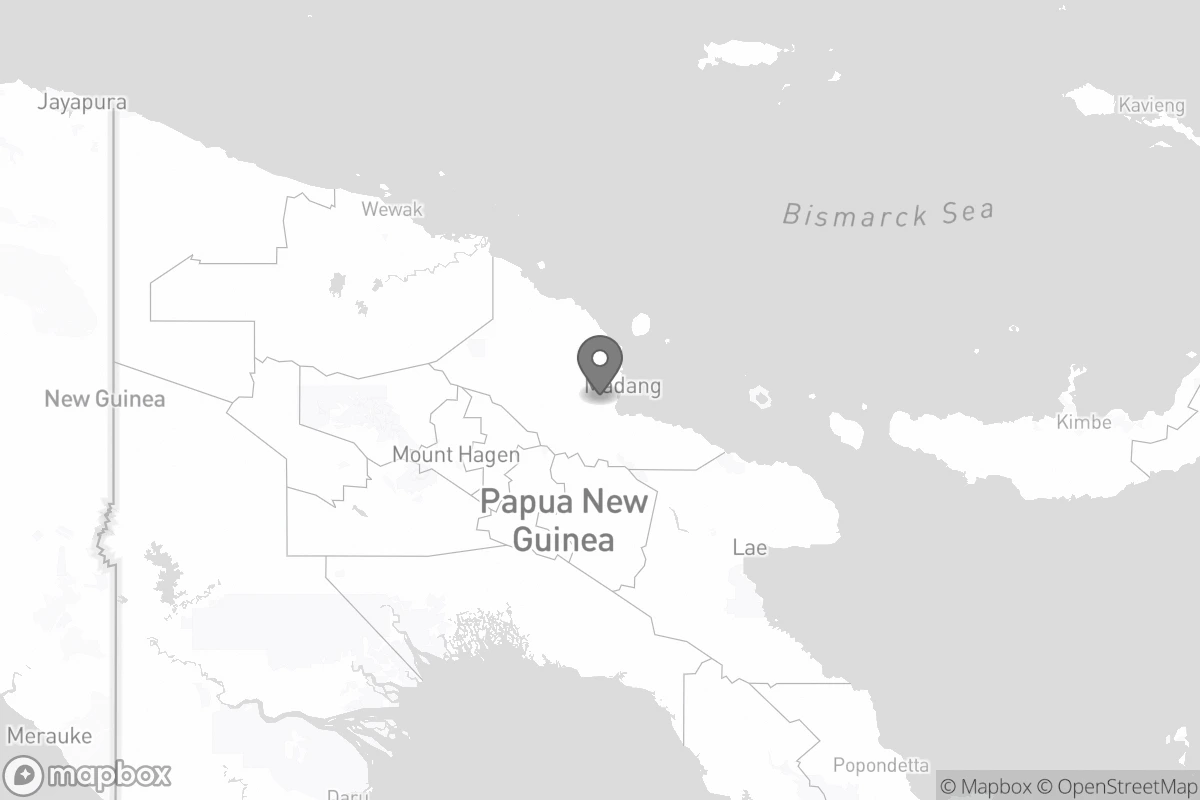 Jayapura
Kavieng
Wewak
Bismarck Sea
Madang
New Guinea
Kimbe
Mount Hagen
Papua New
Guinea
Lae
Merauke
Popondetta
mapbox
Daru
© Mapbox © OpenStreetMap